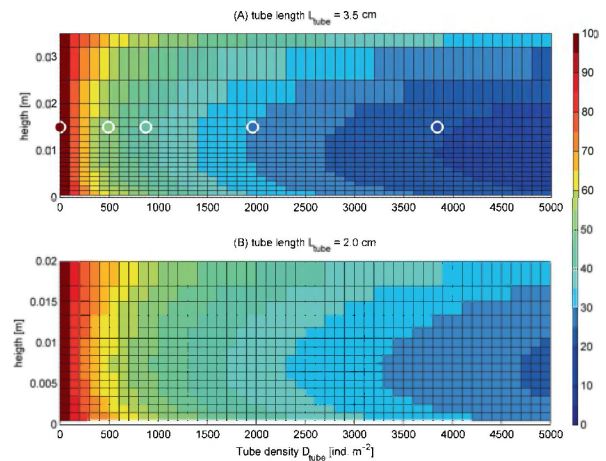 (A) tube length L_tube = 3.5 cm
heigth [m]
0.03
0.02
0.01
0
0 500 1000 1500 2000 2500 3000 3500 4000 4500 5000
(B) tube length L_tube = 2.0 cm
heigth [m]
0.02
0.015
0.01
0.005
0
0 500 1000 1500 2000 2500 3000 3500 4000 4500 5000
Tube density D_tube [ind. m⁻²]
100
90
80
70
60
50
40
30
20
10
0